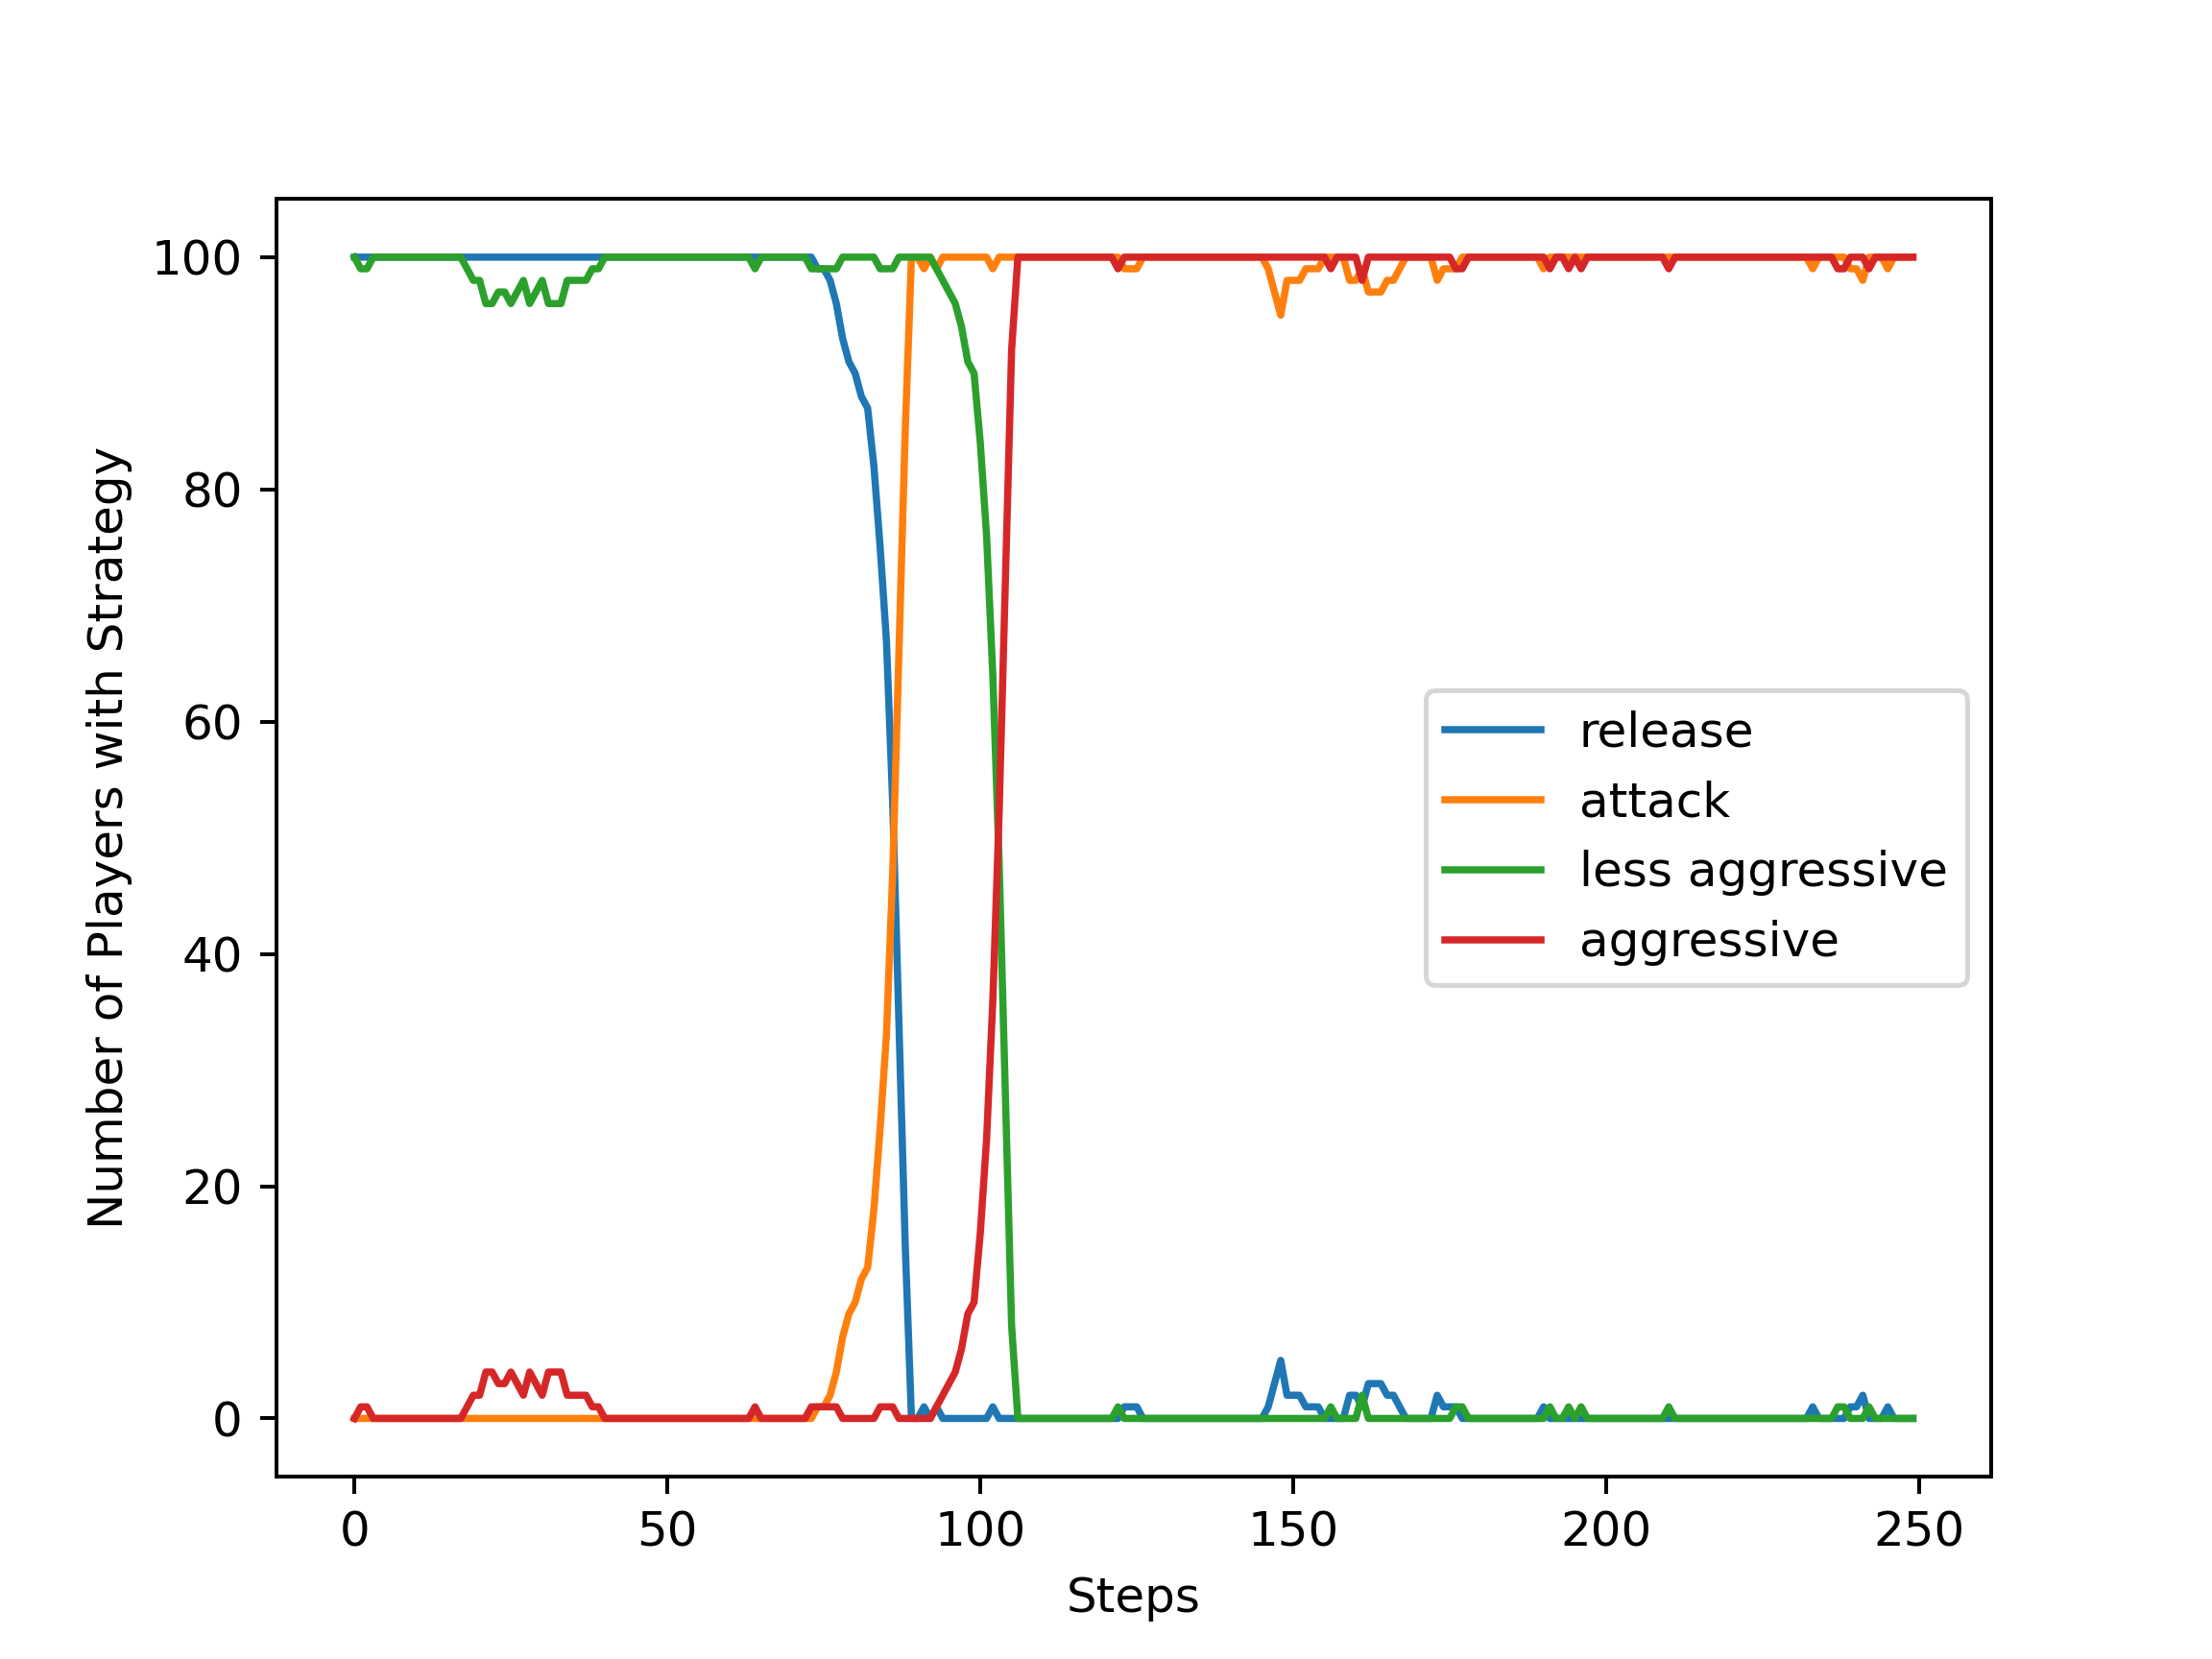 100
80
60
40
20
0
Number of Players with Strategy
release
attack
less aggressive
aggressive
0 50 100 150 200 250
Steps